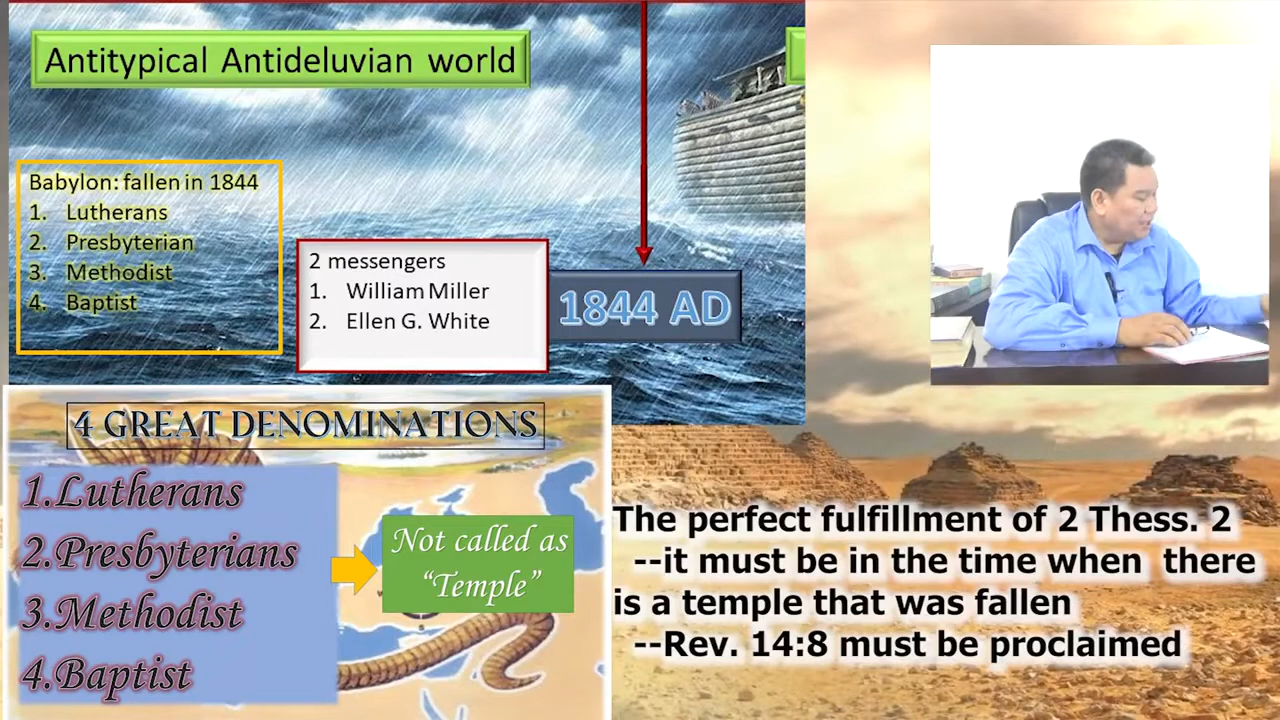 Antitypical Antideluvian world
Babylon: fallen in 1844
1. Lutherans
2. Presbyterian
3. Methodist
4. Baptist
2 messengers
1. William Miller
2. Ellen G. White
1844 AD
4 GREAT DENOMINATIONS
1.Lutherans
2.Presbyterians
3.Methodist
4.Baptist
Not called as
“Temple”
The perfect fulfillment of 2 Thess. 2
--it must be in the time when there
is a temple that was fallen
--Rev. 14:8 must be proclaimed